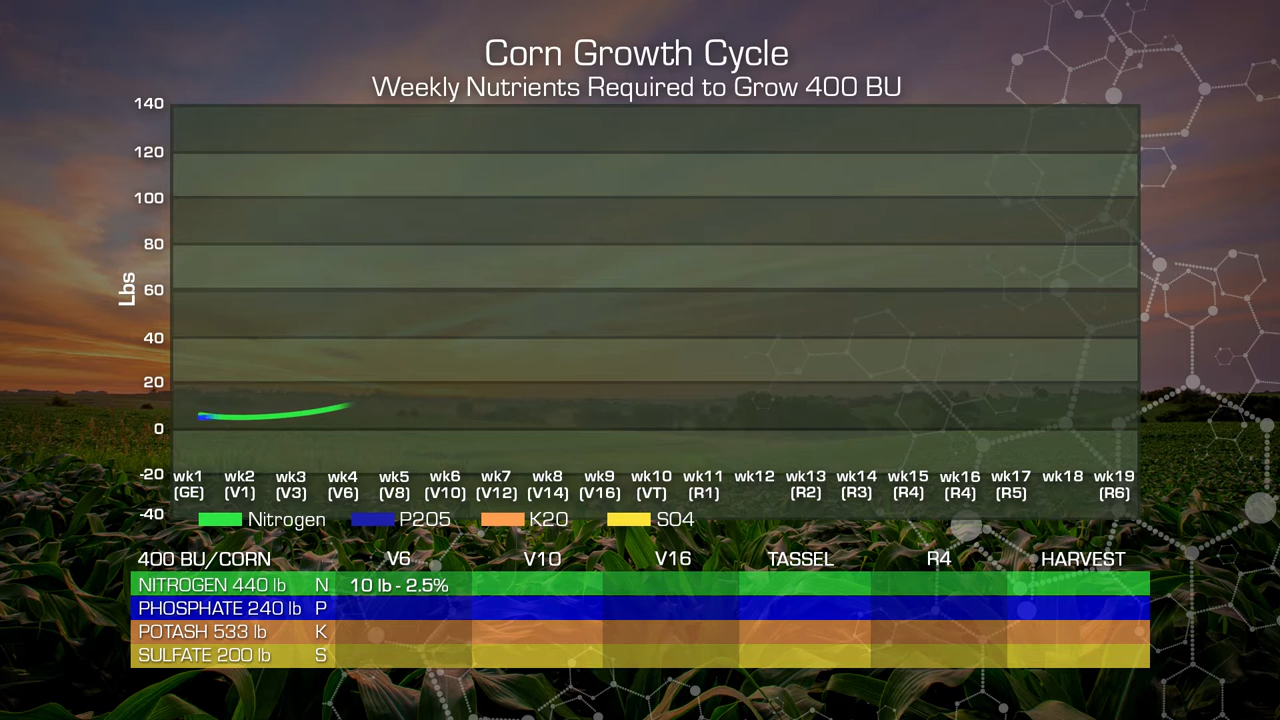 Corn Growth Cycle
Weekly Nutrients Required to Grow 400 BU
Lbs
140
120
100
80
60
40
20
0
-20
-40
wk1 wk2 wk3 wk4 wk5 wk6 wk7 wk8 wk9 wk10 wk11 wk12 wk13 wk14 wk15 wk16 wk17 wk18 wk19
(GE) (V1) (V3) (V6) (V8) (V10) (V12) (V14) (V16) (VT) (R1) (R2) (R3) (R4) (R4) (R5) (R6)
Nitrogen P205 K20 S04
400 BU/CORN V6 V10 V16 TASSEL R4 HARVEST
NITROGEN 440 lb N 10 lb - 2.5%
PHOSPHATE 240 lb P
POTASH 533 lb K
SULFATE 200 lb S